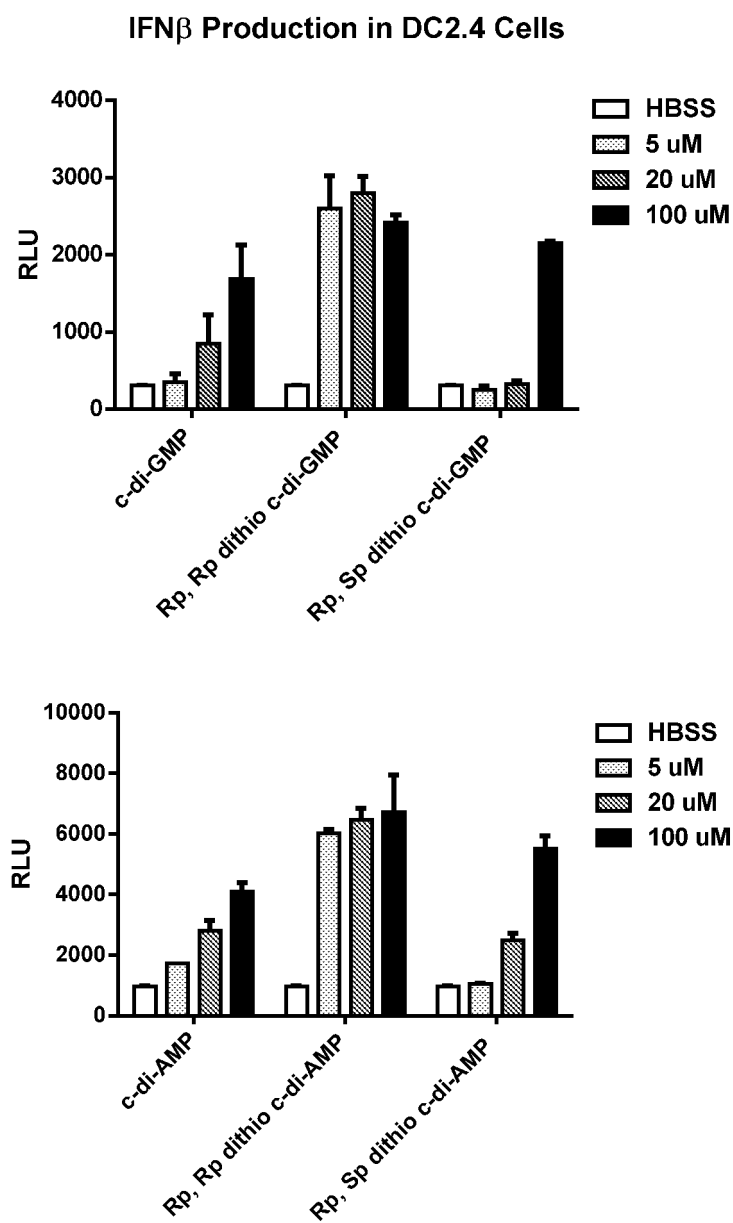 IFNβ Production in DC2.4 Cells
4000
3000
2000
1000
0
RLU
HBSS
5 uM
20 uM
100 uM
c-di-GMP
Rp, Rp dithio c-di-GMP
Rp, Sp dithio c-di-GMP
10000
8000
6000
4000
2000
0
RLU
HBSS
5 uM
20 uM
100 uM
c-di-AMP
Rp, Rp dithio c-di-AMP
Rp, Sp dithio c-di-AMP